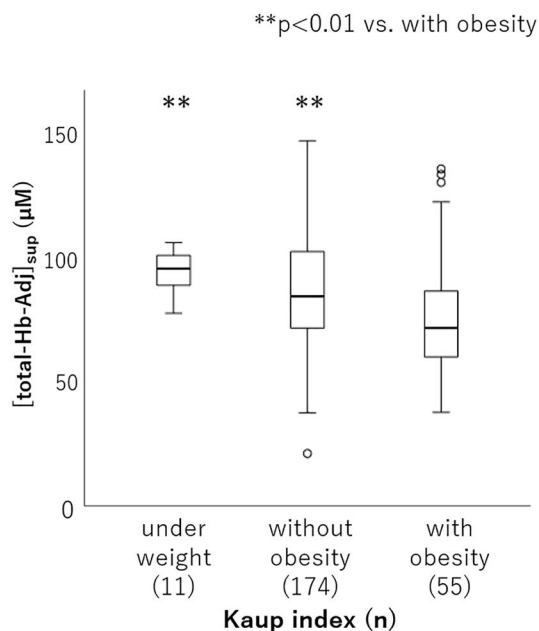 **p<0.01 vs. with obesity
** **
150
100
50
0
[total-Hb-Adj]sup (μM)
under without with
weight obesity obesity
(11) (174) (55)
Kaup index (n)